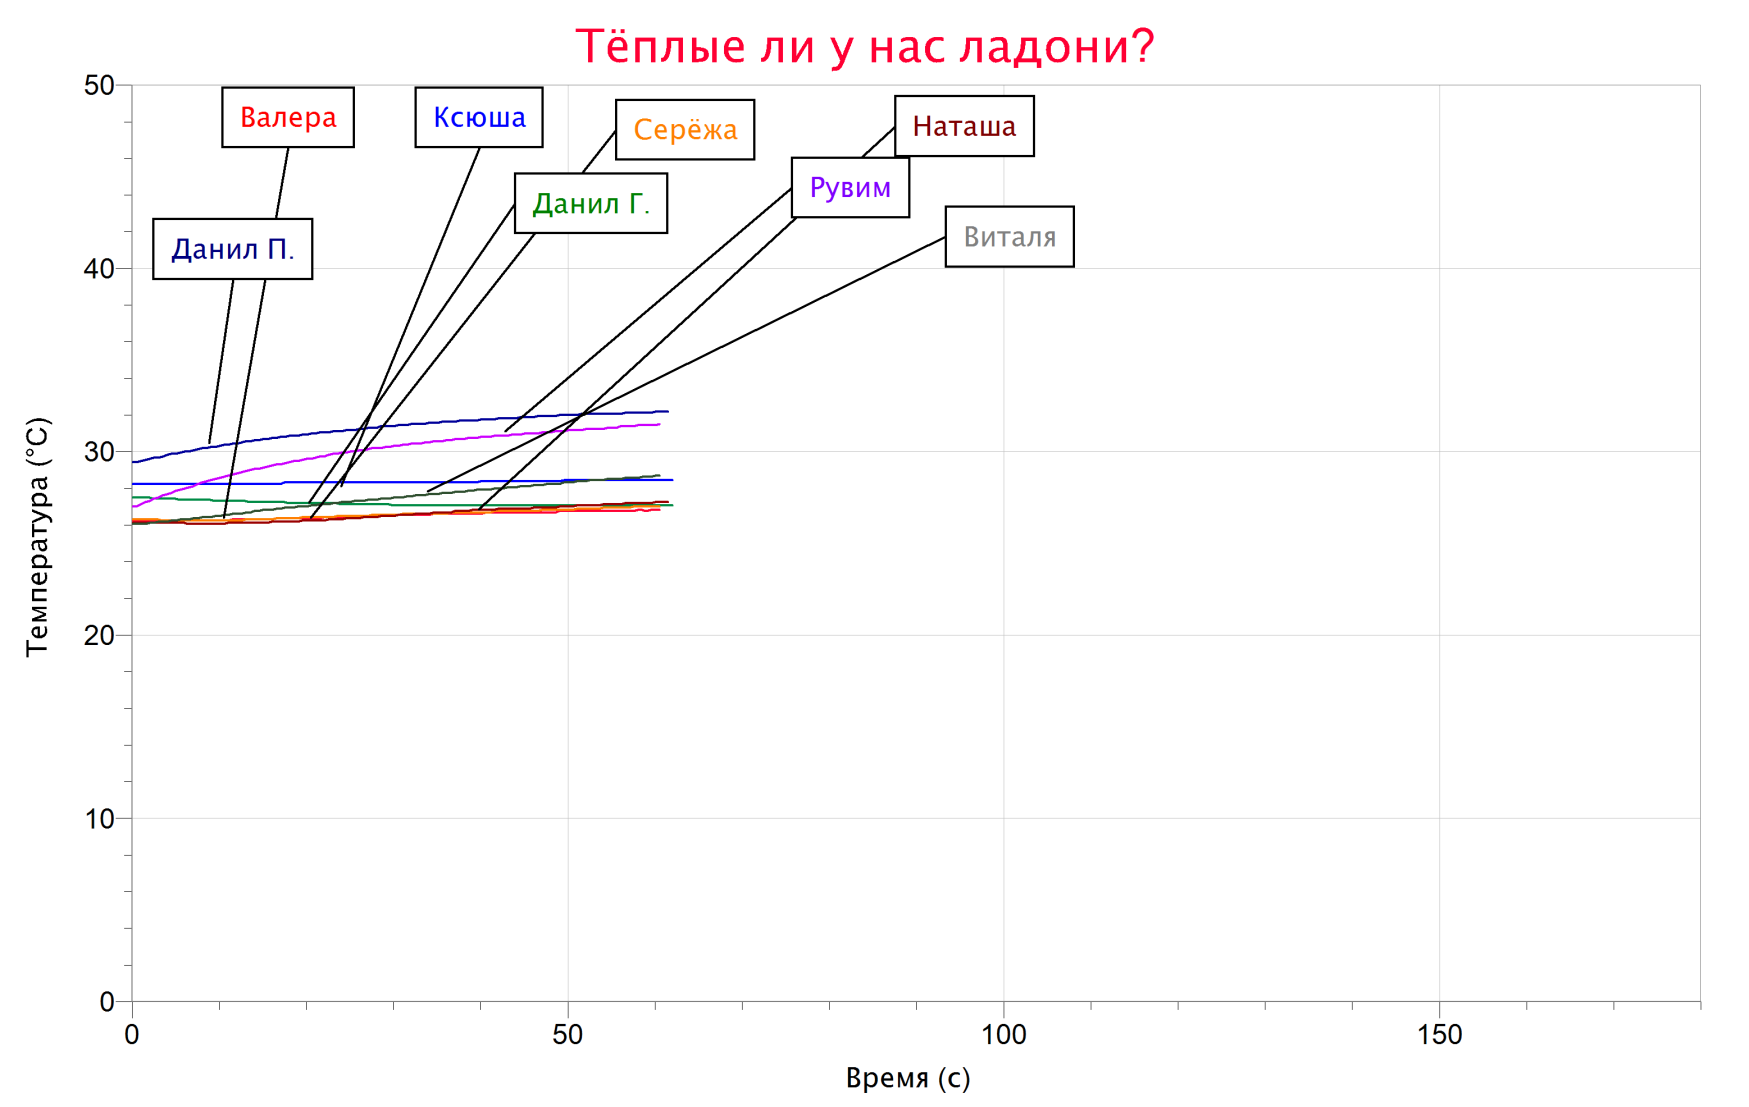 Тёплые ли у нас ладони?
Валера
Ксюша
Серёжа
Наташа
Данил Г.
Рувим
Данил П.
Виталя
Температура (°C)
50
40
30
20
10
0
0
50
100
150
Время (с)